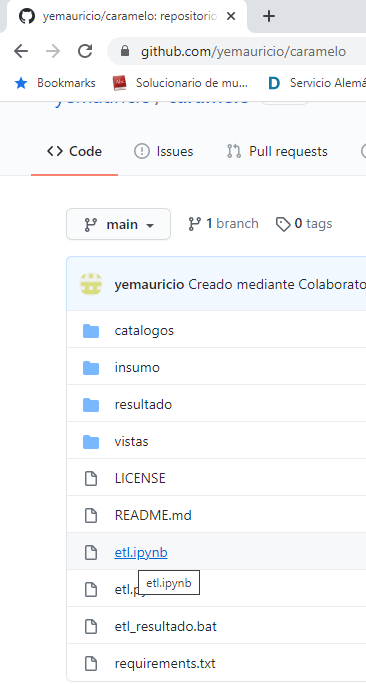 yemauricio/caramelo: repositorio
github.com/yemauricio/caramelo
Bookmarks Solucionario de mu... Servicio Alemá
yemauricio / caramelo
Code Issues Pull requests
main 1 branch 0 tags
yemauricio Creado mediante Colaborato
catalogos
insumo
resultado
vistas
LICENSE
README.md
etl.ipynb
etl.ipynb
etl.py
etl_resultado.bat
requirements.txt